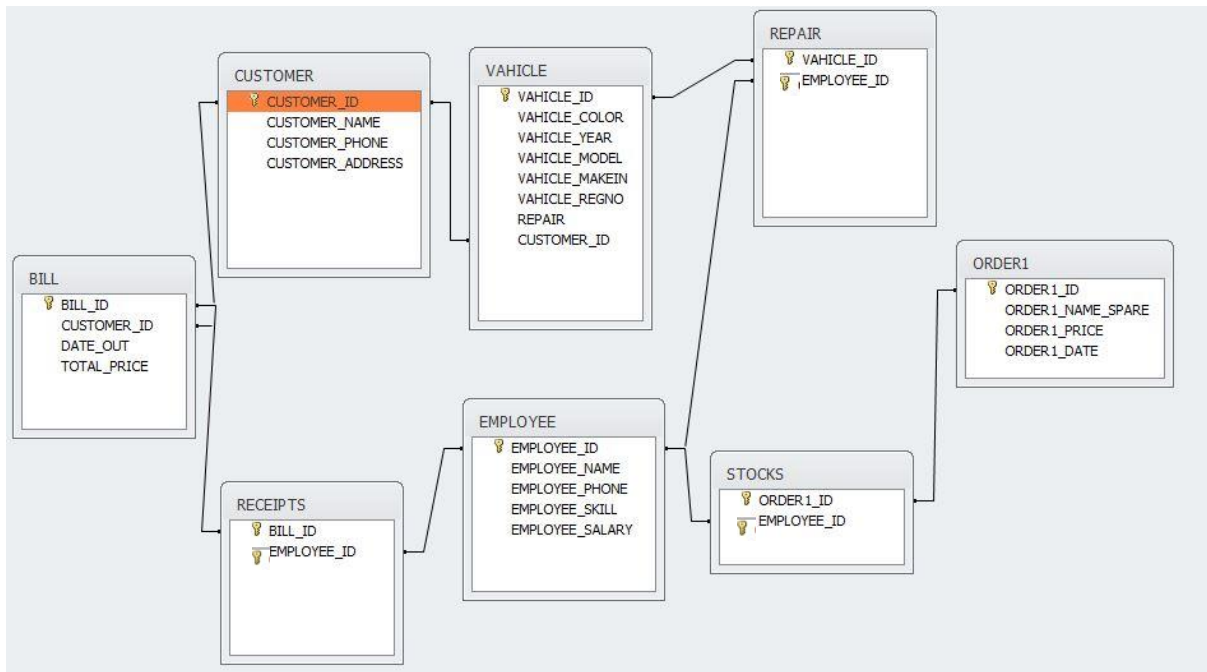 REPAIR
VAHICLE_ID
EMPLOYEE_ID
CUSTOMER
CUSTOMER_ID
CUSTOMER_NAME
CUSTOMER_PHONE
CUSTOMER_ADDRESS
VAHICLE
VAHICLE_ID
VAHICLE_COLOR
VAHICLE_YEAR
VAHICLE_MODEL
VAHICLE_MAKEIN
VAHICLE_REGNO
REPAIR
CUSTOMER_ID
BILL
BILL_ID
CUSTOMER_ID
DATE_OUT
TOTAL_PRICE
ORDER1
ORDER1_ID
ORDER1_NAME_SPARE
ORDER1_PRICE
ORDER1_DATE
EMPLOYEE
EMPLOYEE_ID
EMPLOYEE_NAME
EMPLOYEE_PHONE
EMPLOYEE_SKILL
EMPLOYEE_SALARY
STOCKS
ORDER1_ID
EMPLOYEE_ID
RECEIPTS
BILL_ID
EMPLOYEE_ID